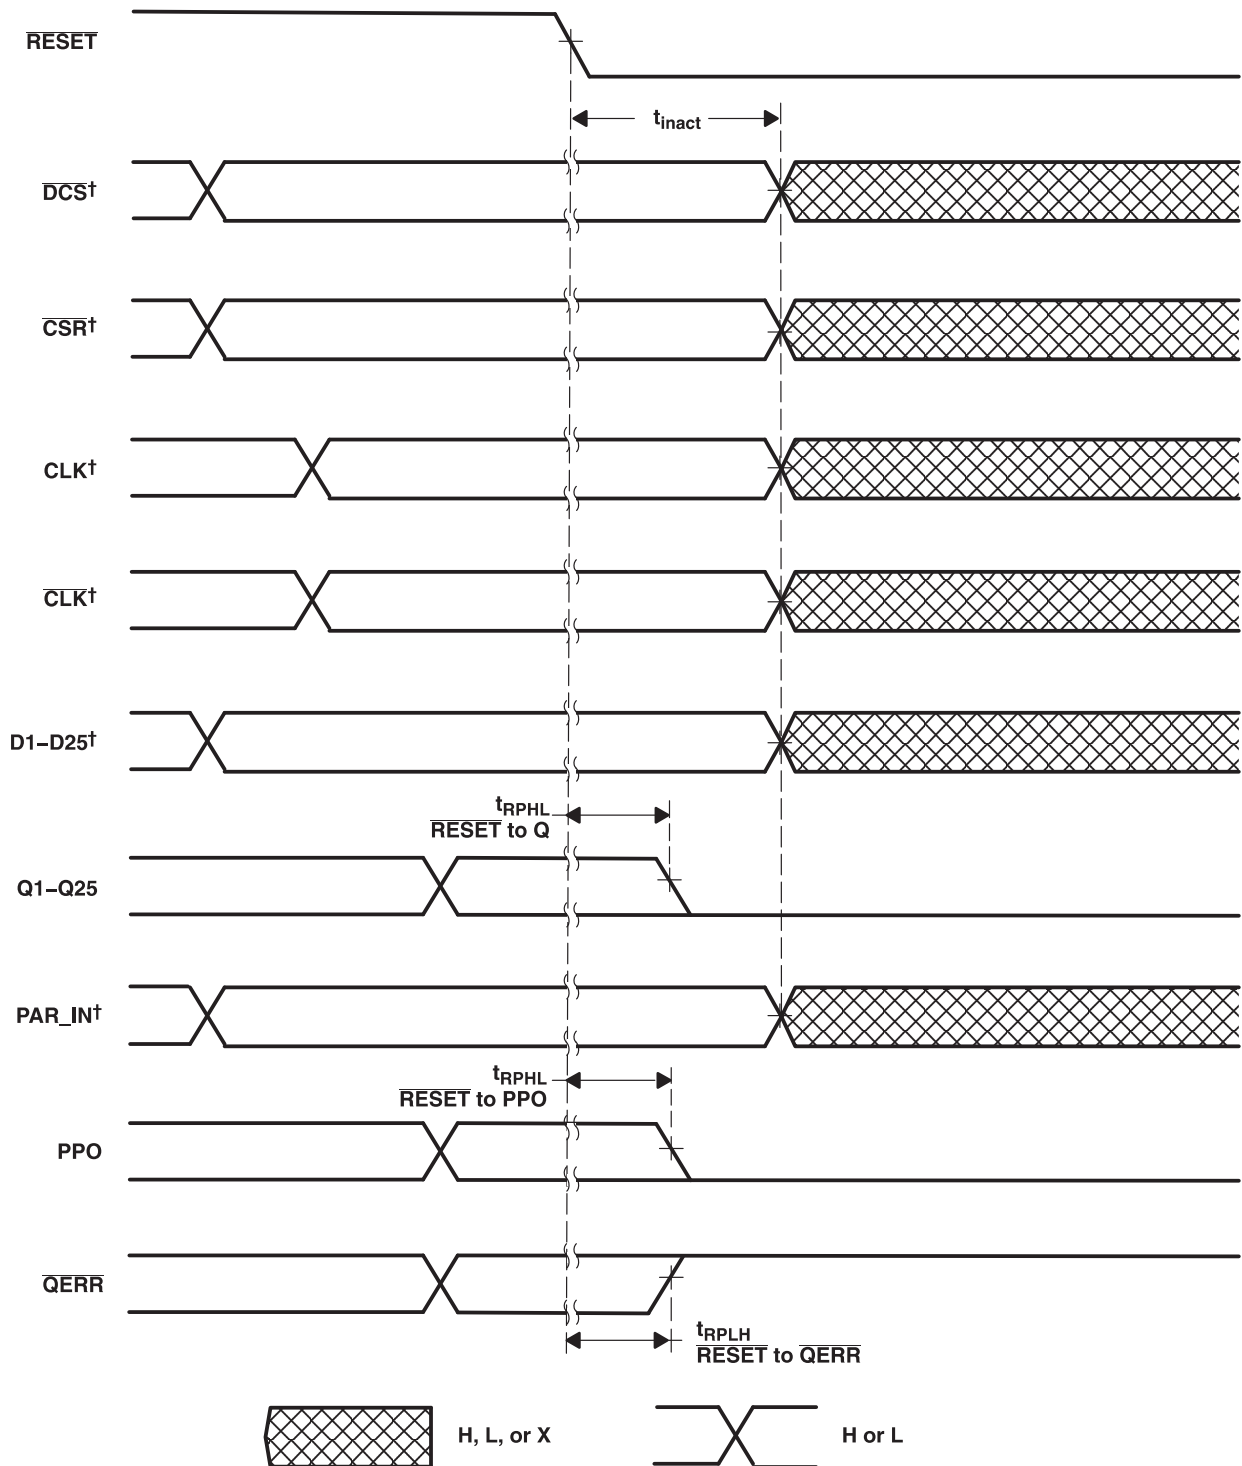 RESET
tinact
DCS†
CSR†
CLK†
CLK†
D1–D25†
tRPHL
RESET to Q
Q1–Q25
PAR_IN†
tRPHL
RESET to PPO
PPO
QERR
tRPLH
RESET to QERR
H, L, or X
H or L